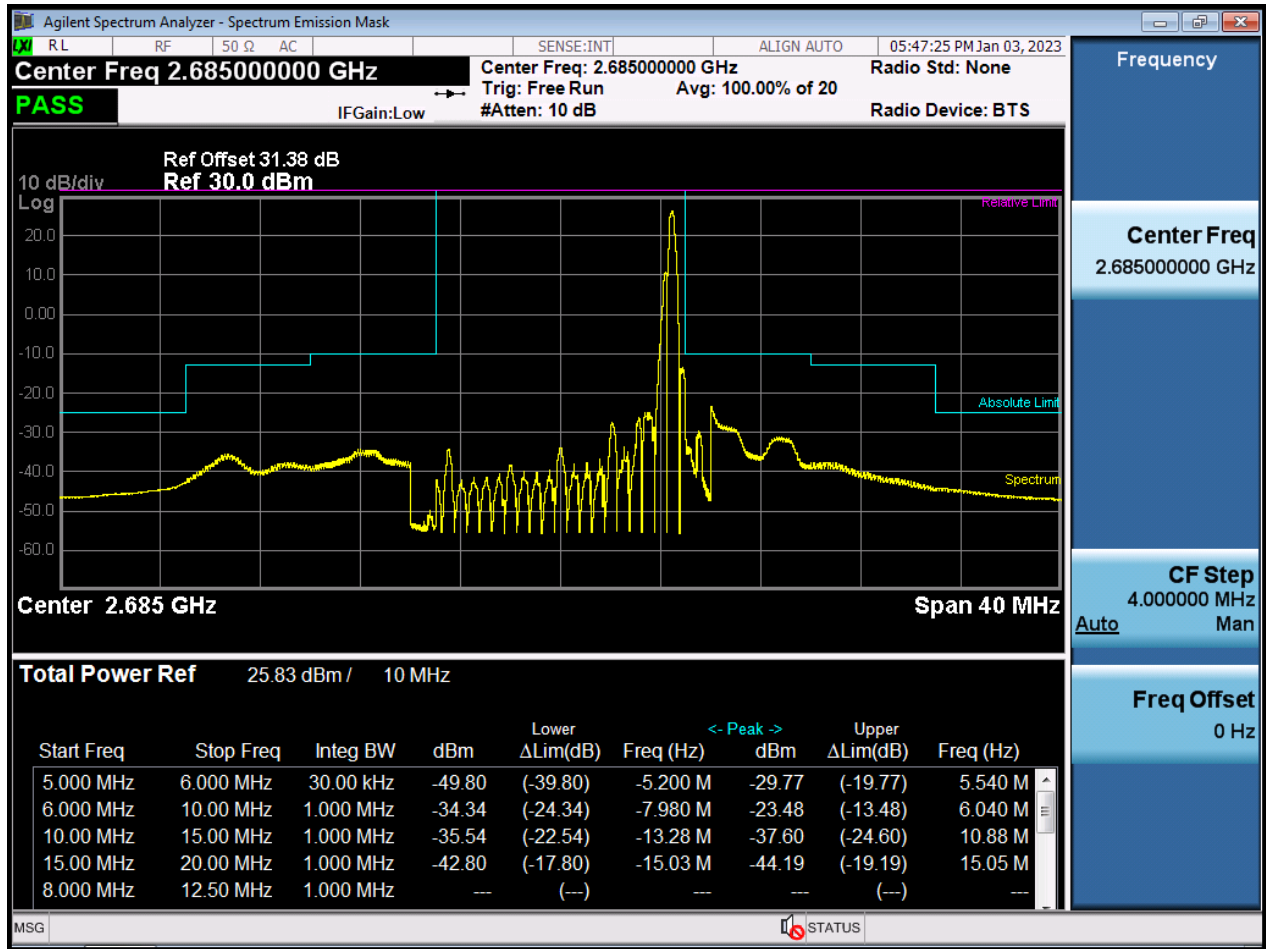 Agilent Spectrum Analyzer - Spectrum Emission Mask
LXI RL RF 50 Ω AC SENSE:INT ALIGN AUTO 05:47:25 PM Jan 03, 2023
Center Freq 2.685000000 GHz
PASS
IFGain:Low
Center Freq: 2.685000000 GHz
Trig: Free Run Avg: 100.00% of 20
#Atten: 10 dB
Radio Std: None
Radio Device: BTS
Ref Offset 31.38 dB
10 dB/div Ref 30.0 dBm
Log
Relative Limit
20.0
10.0
0.00
-10.0
-20.0
Absolute Limit
-30.0
-40.0
Spectrum
-50.0
-60.0
Center 2.685 GHz Span 40 MHz
Total Power Ref 25.83 dBm / 10 MHz
Lower <- Peak -> Upper
Start Freq Stop Freq Integ BW dBm ΔLim(dB) Freq (Hz) dBm ΔLim(dB) Freq (Hz)
5.000 MHz 6.000 MHz 30.00 kHz -49.80 (-39.80) -5.200 M -29.77 (-19.77) 5.540 M
6.000 MHz 10.00 MHz 1.000 MHz -34.34 (-24.34) -7.980 M -23.48 (-13.48) 6.040 M
10.00 MHz 15.00 MHz 1.000 MHz -35.54 (-22.54) -13.28 M -37.60 (-24.60) 10.88 M
15.00 MHz 20.00 MHz 1.000 MHz -42.80 (-17.80) -15.03 M -44.19 (-19.19) 15.05 M
8.000 MHz 12.50 MHz 1.000 MHz --- (---) --- --- (---) ---
MSG STATUS
Frequency
Center Freq
2.685000000 GHz
CF Step
4.000000 MHz
Auto Man
Freq Offset
0 Hz